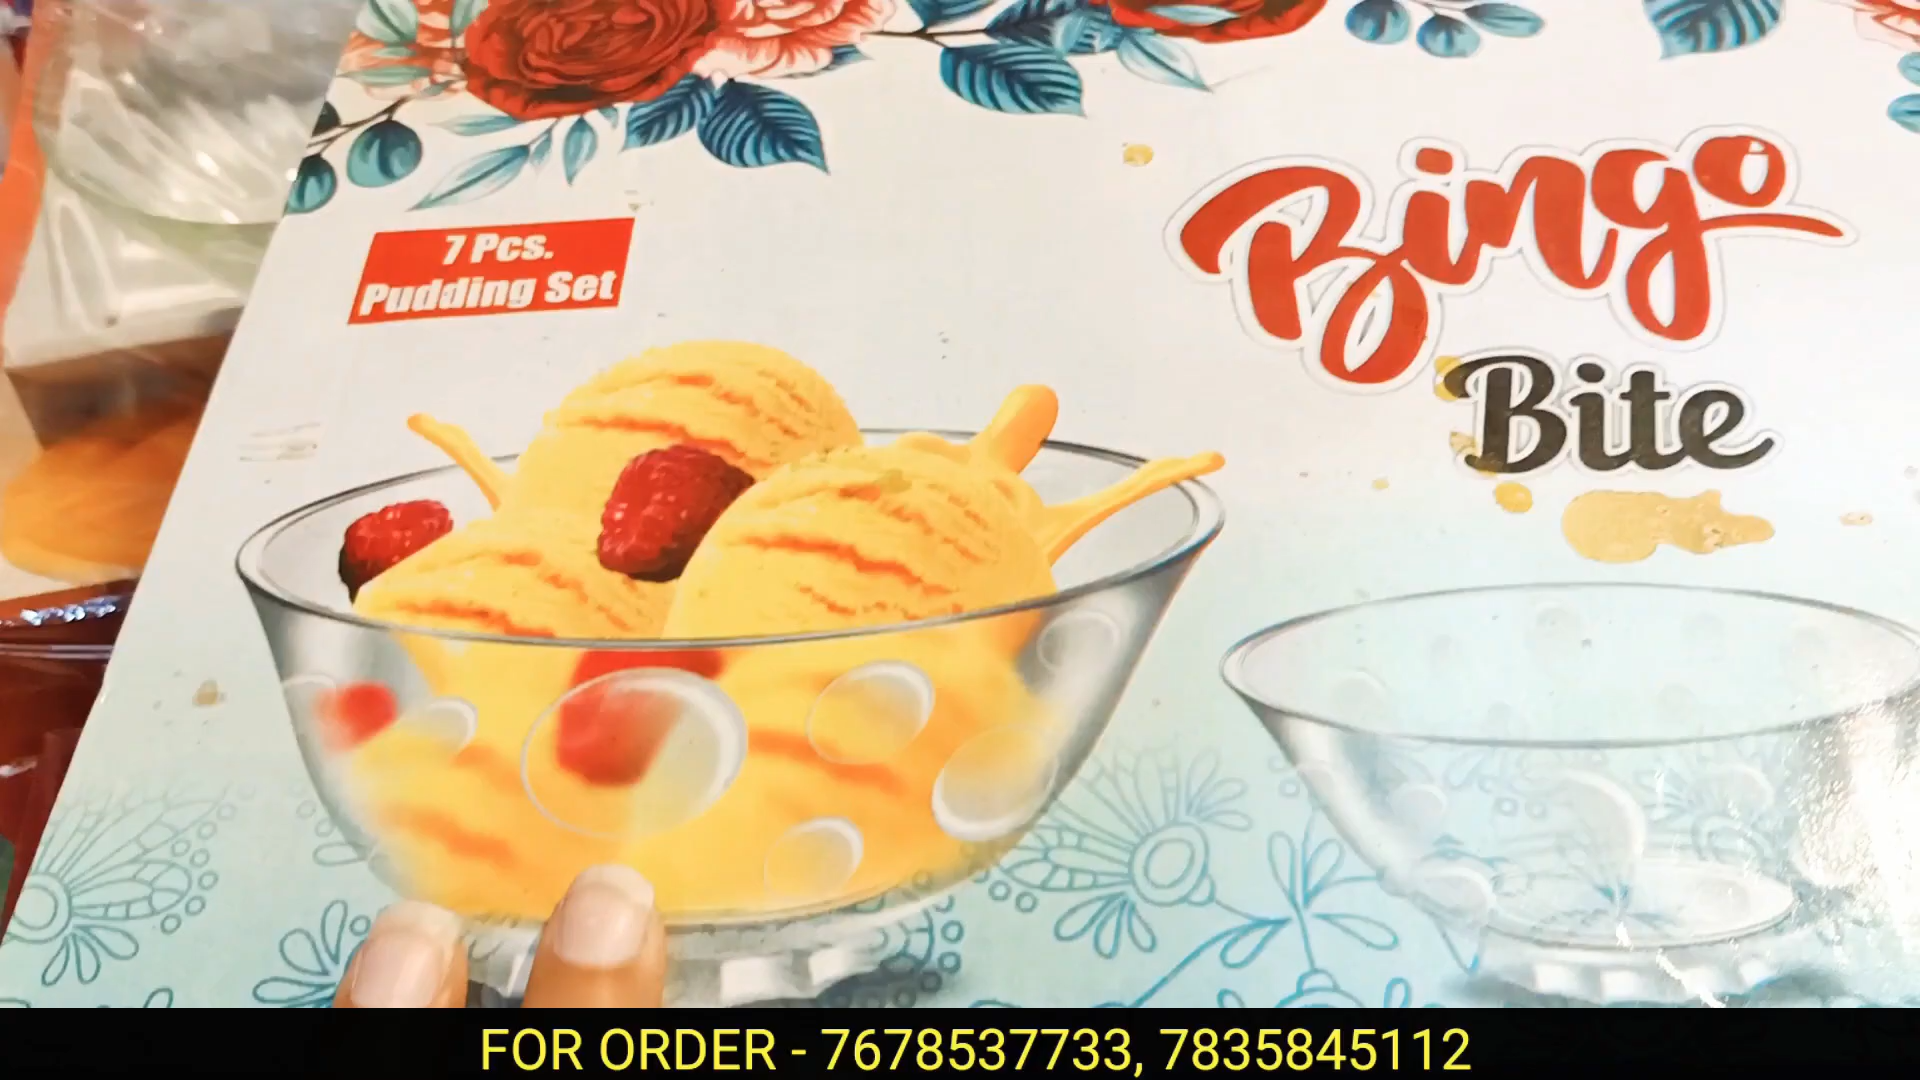 7 Pcs.
Pudding Set
Bingo
Bite
FOR ORDER - 7678537733, 7835845112